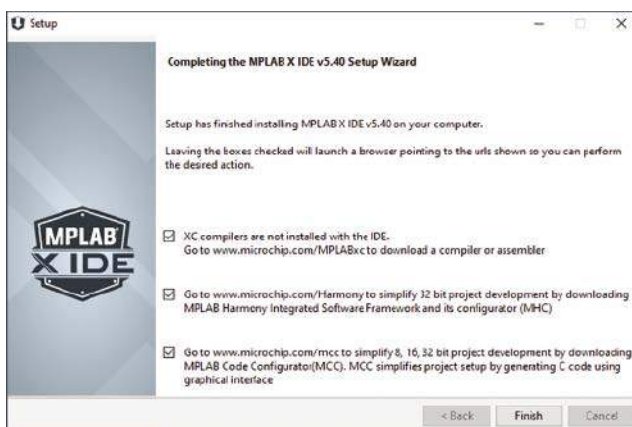 Setup
Completing the MPLAB X IDE v5.40 Setup Wizard
Setup has finished installing MPLAB X IDE v5.40 on your computer.
Leaving the boxes checked will launch a browser pointing to the urls shown so you can perform
the desired action.
MPLAB
X IDE
XC compilers are not installed with the IDE.
Go to www.microchip.com/MPLABxc to download a compiler or assembler
Go to www.microchip.com/Harmony to simplify 32 bit project development by downloading
MPLAB Harmony Integrated Software Framework and its configurator (MHC)
Go to www.microchip.com/mcc to simplify 8, 16, 32 bit project development by downloading
MPLAB Code Configurator(MCC). MCC simplifies project setup by generating C code using
graphical interface
< Back Finish Cancel